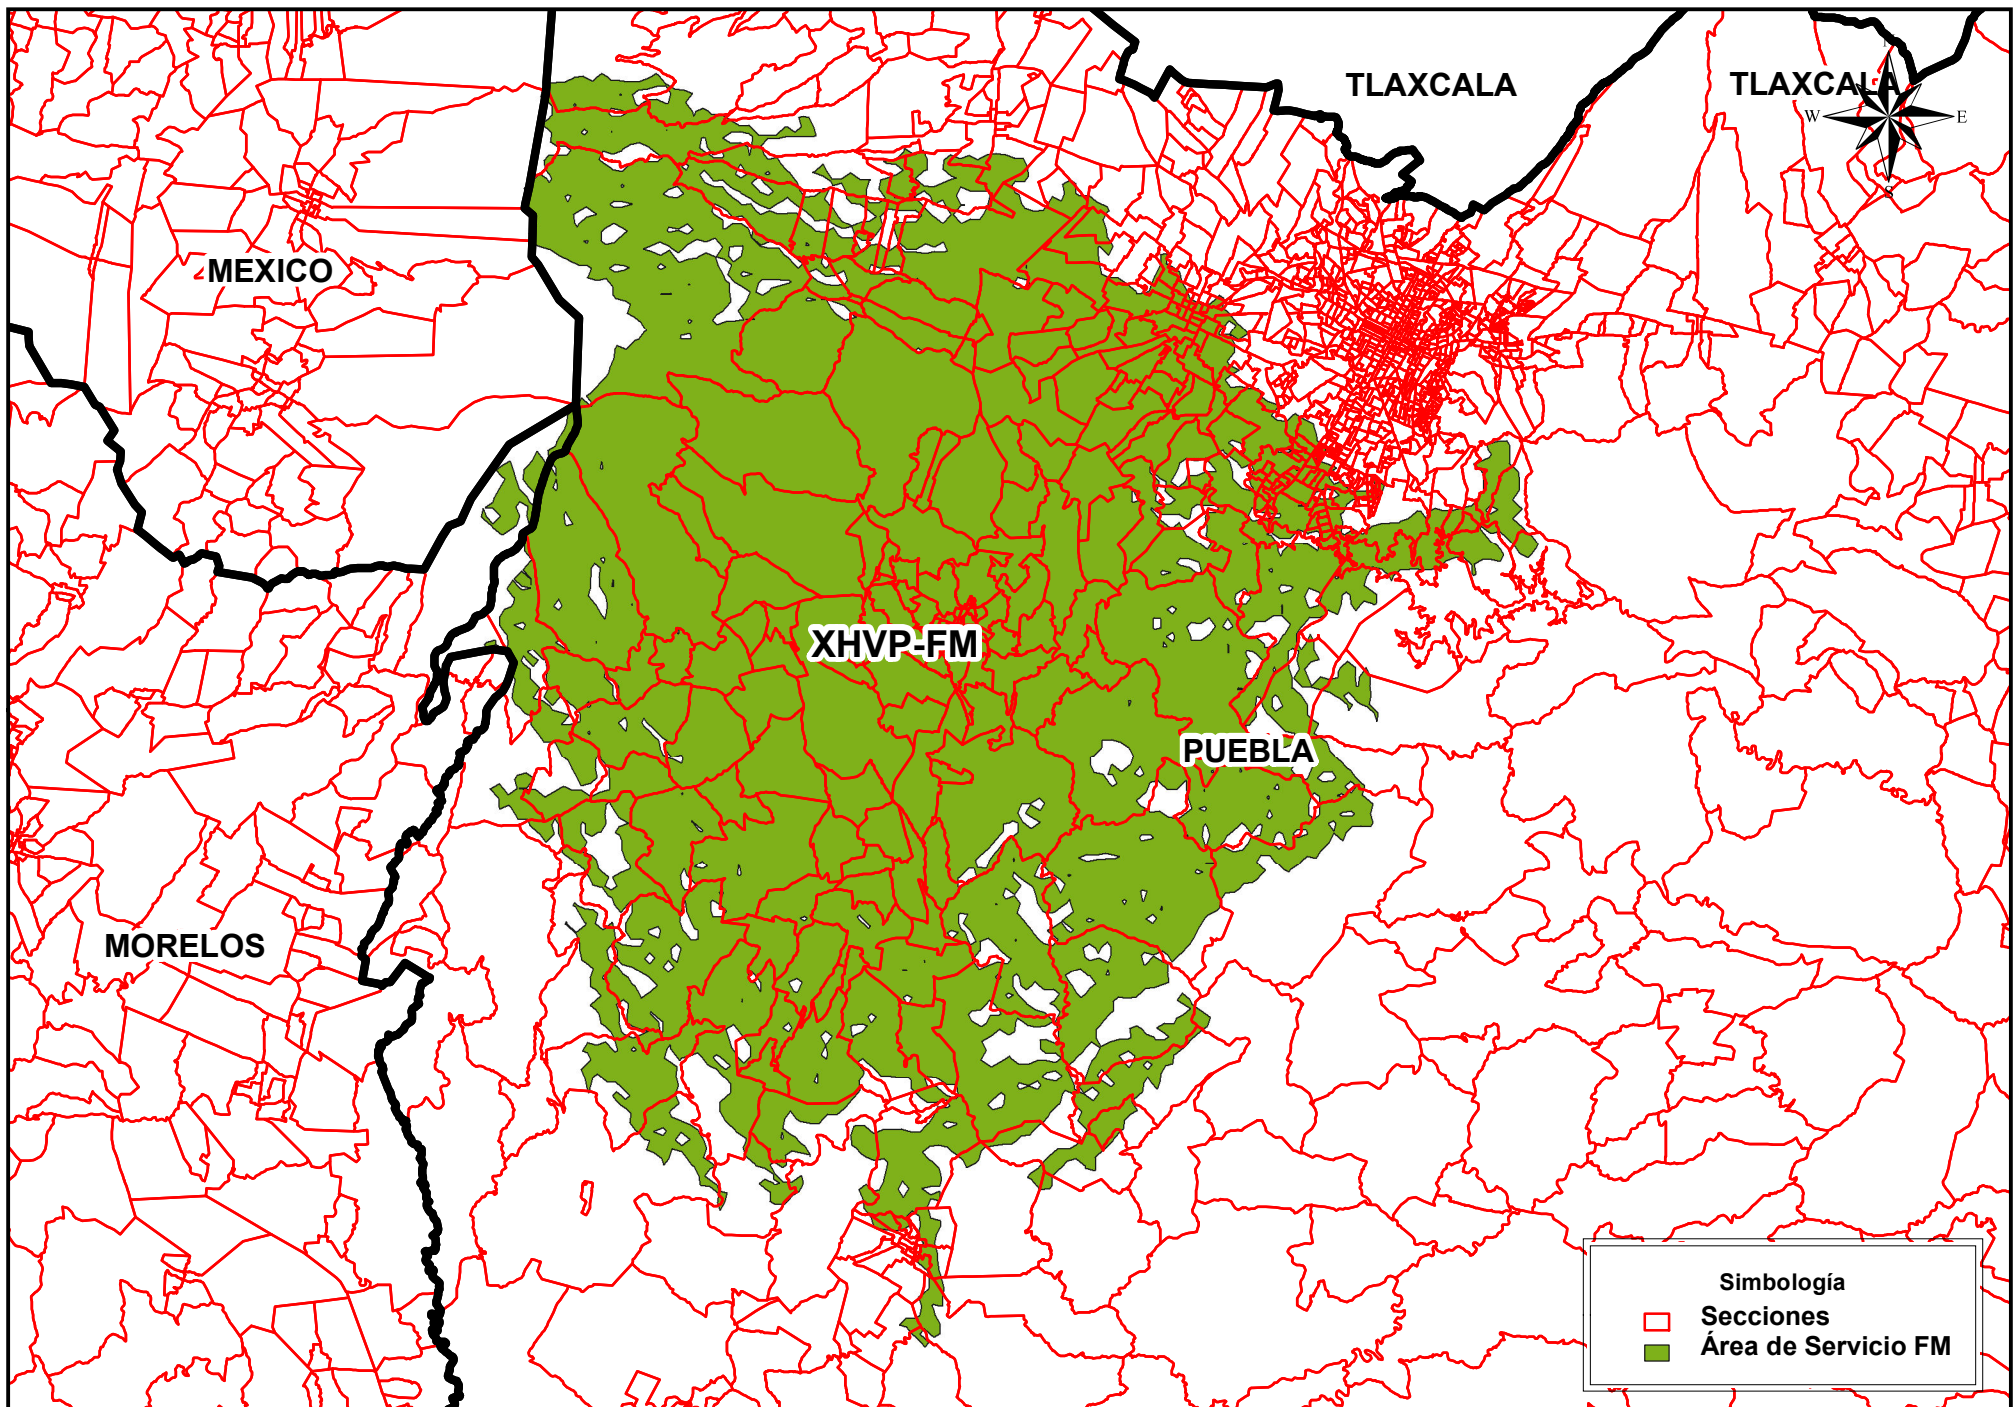 TLAXCALA
TLAXCALA
N
W
E
S
MEXICO
XHVP-FM
PUEBLA
MORELOS
Simbología
Secciones
Área de Servicio FM